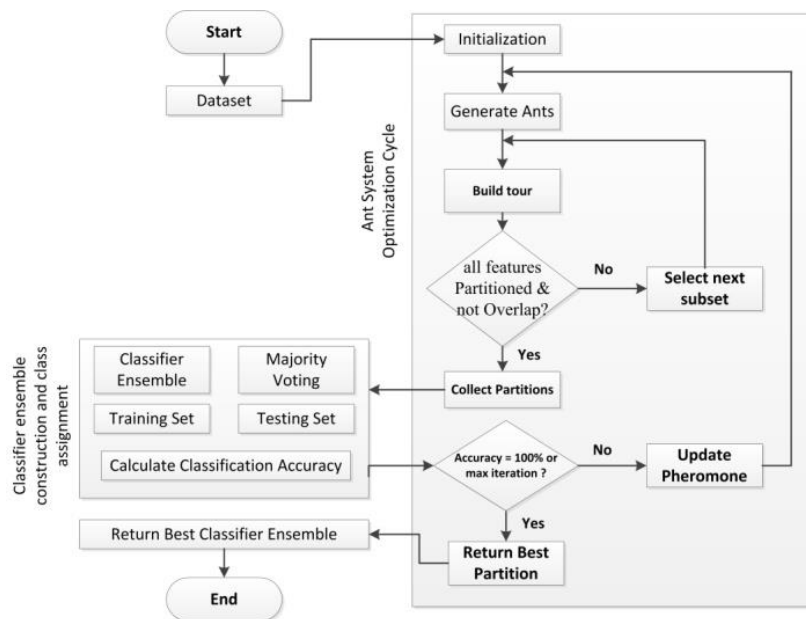 Start
Dataset
Initialization
Generate Ants
Build tour
all features
Partitioned &
not Overlap?
No
Select next
subset
Yes
Collect Partitions
Ant System
Optimization Cycle
Classifier
Ensemble
Majority
Voting
Training Set
Testing Set
Calculate Classification Accuracy
Classifier ensemble
construction and class
assignment
Accuracy = 100% or
max iteration ?
No
Update
Pheromone
Yes
Return Best
Partition
Return Best Classifier Ensemble
End